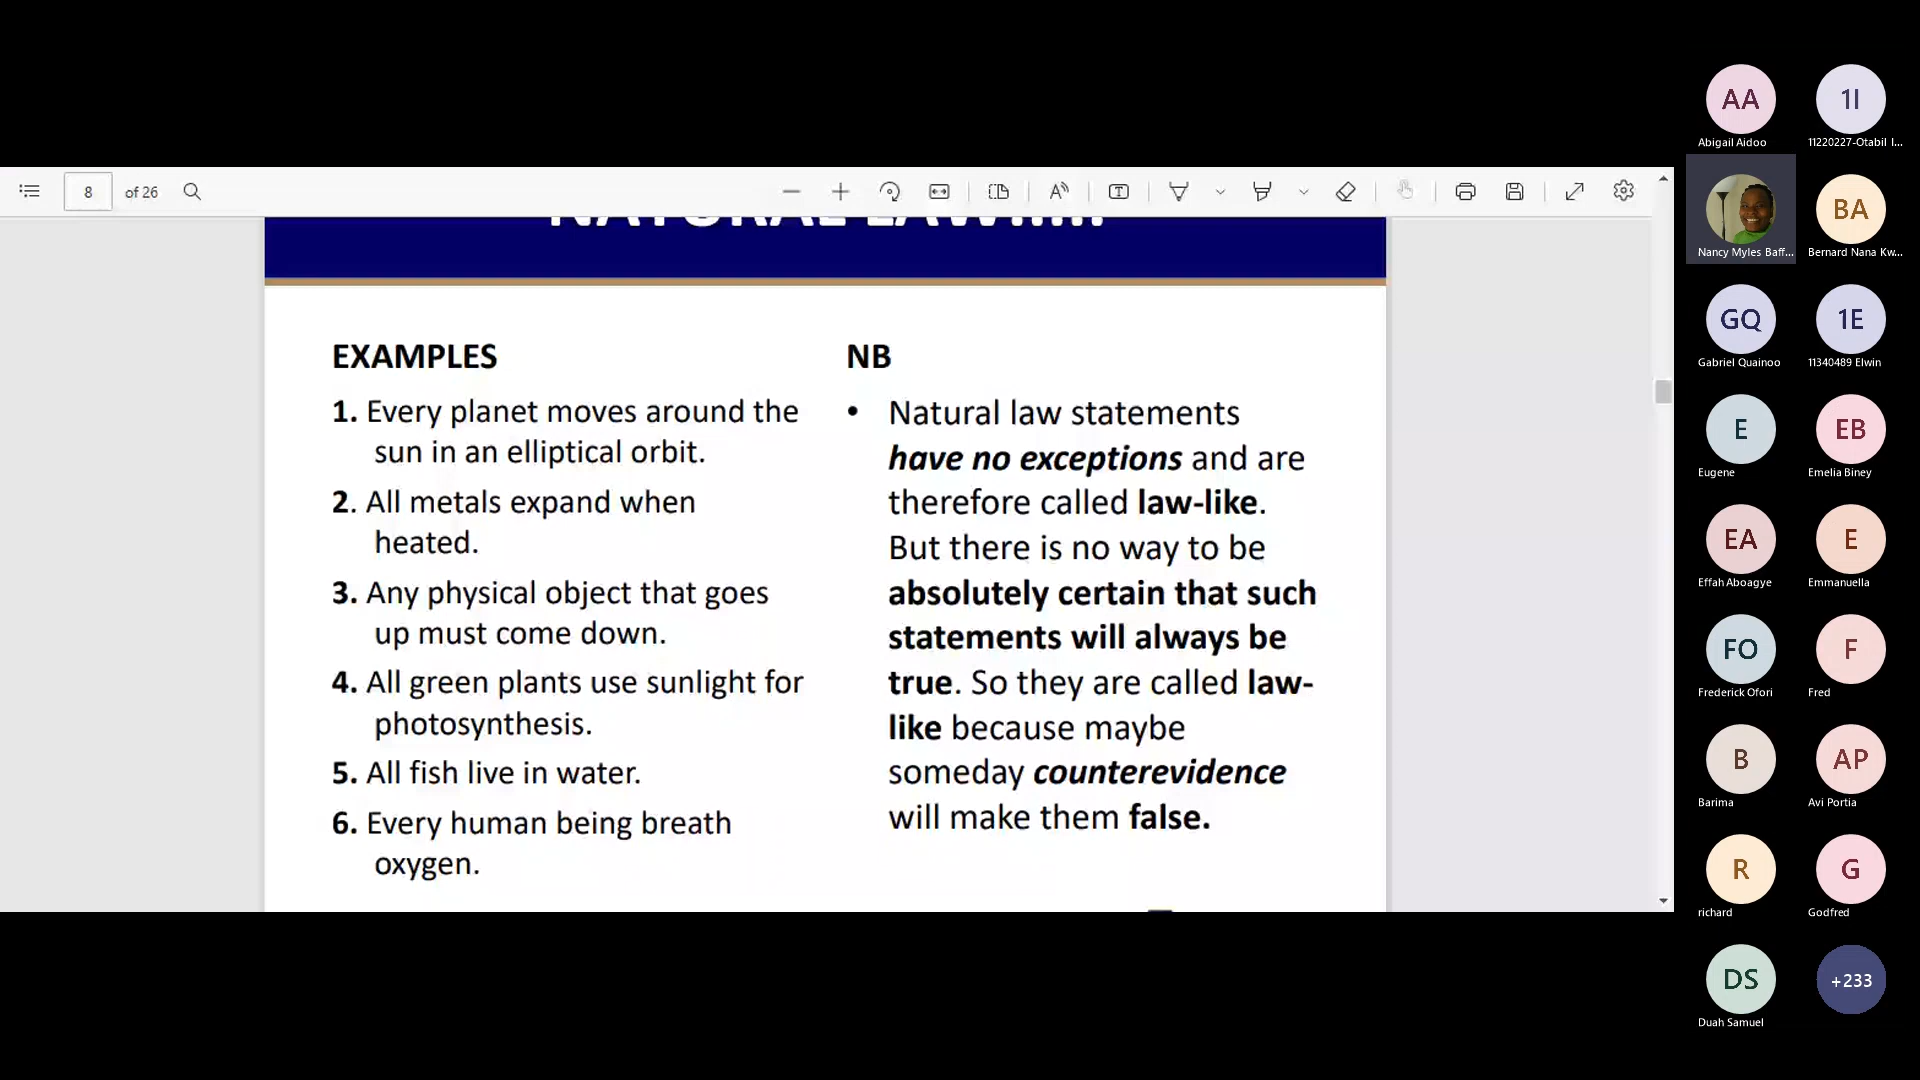 8 of 26
NATURAL LAW.....
EXAMPLES
1. Every planet moves around the
sun in an elliptical orbit.
2. All metals expand when
heated.
3. Any physical object that goes
up must come down.
4. All green plants use sunlight for
photosynthesis.
5. All fish live in water.
6. Every human being breath
oxygen.
NB
• Natural law statements
have no exceptions and are
therefore called law-like.
But there is no way to be
absolutely certain that such
statements will always be
true. So they are called law-
like because maybe
someday counterevidence
will make them false.
AA
Abigail Aidoo
1I
11220227-Otabil I...
Nancy Myles Baff...
BA
Bernard Nana Kw...
GQ
Gabriel Quainoo
1E
11340489 Elwin
E
Eugene
EB
Emelia Biney
EA
Effah Aboagye
E
Emmanuella
FO
Frederick Ofori
F
Fred
B
Barima
AP
Avi Portia
R
richard
G
Godfred
DS
Duah Samuel
+233